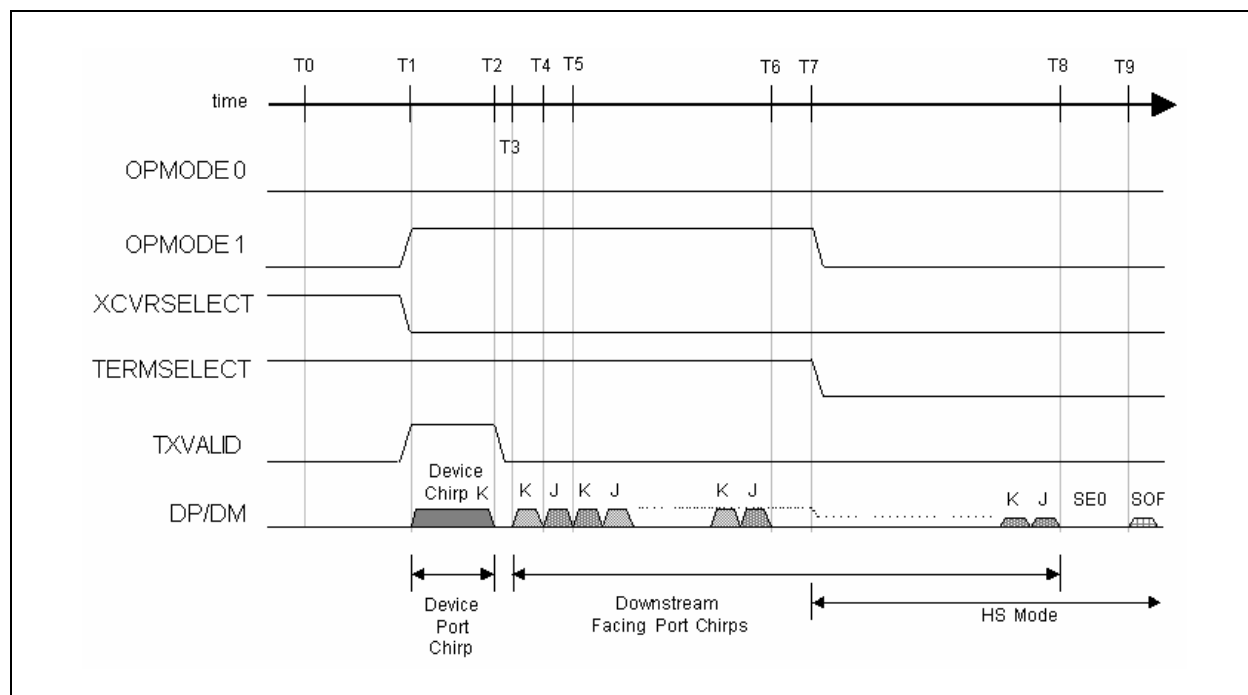 T0 T1 T2 T4 T5 T6 T7 T8 T9
time
T3
OPMODE 0
OPMODE 1
XCVRSELECT
TERMSELECT
TXVALID
Device
Chirp K
K J K J K J K J SE0 SOF
DP/DM
Device
Port
Chirp
Downstream
Facing Port Chirps
HS Mode